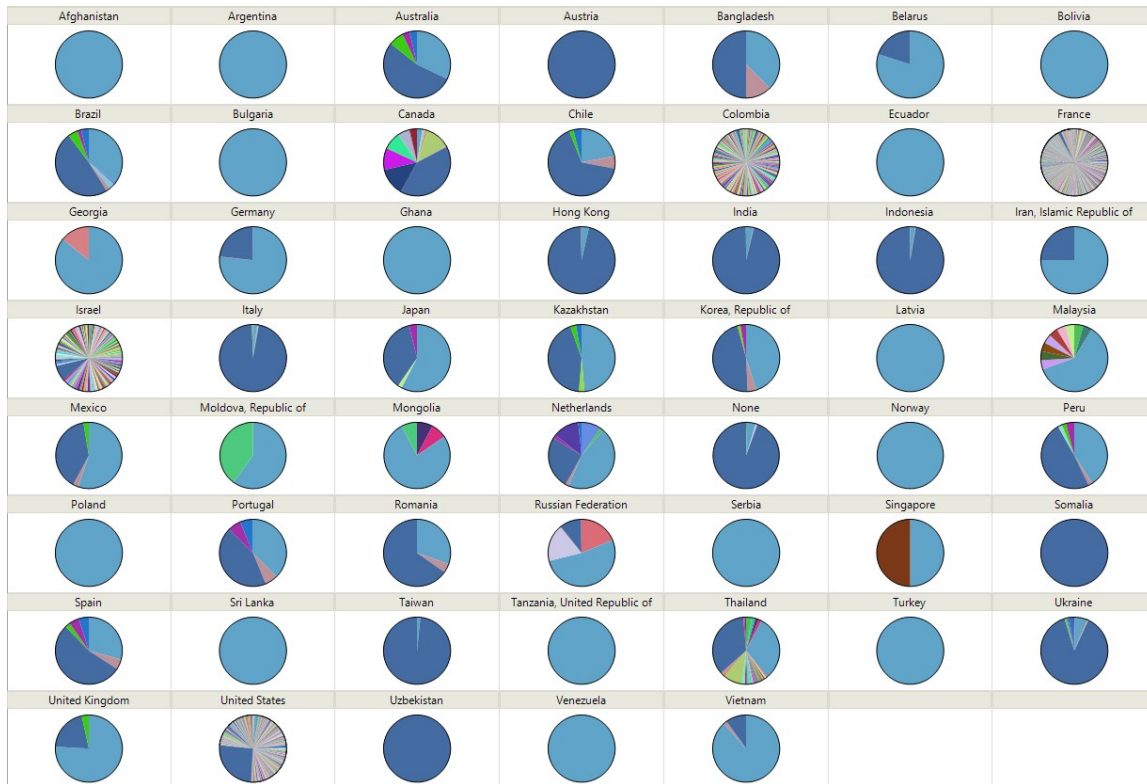 Afghanistan Argentina Australia Austria Bangladesh Belarus Bolivia
Brazil Bulgaria Canada Chile Colombia Ecuador France
Georgia Germany Ghana Hong Kong India Indonesia Iran, Islamic Republic of
Israel Italy Japan Kazakhstan Korea, Republic of Latvia Malaysia
Mexico Moldova, Republic of Mongolia Netherlands None Norway Peru
Poland Portugal Romania Russian Federation Serbia Singapore Somalia
Spain Sri Lanka Taiwan Tanzania, United Republic of Thailand Turkey Ukraine
United Kingdom United States Uzbekistan Venezuela Vietnam